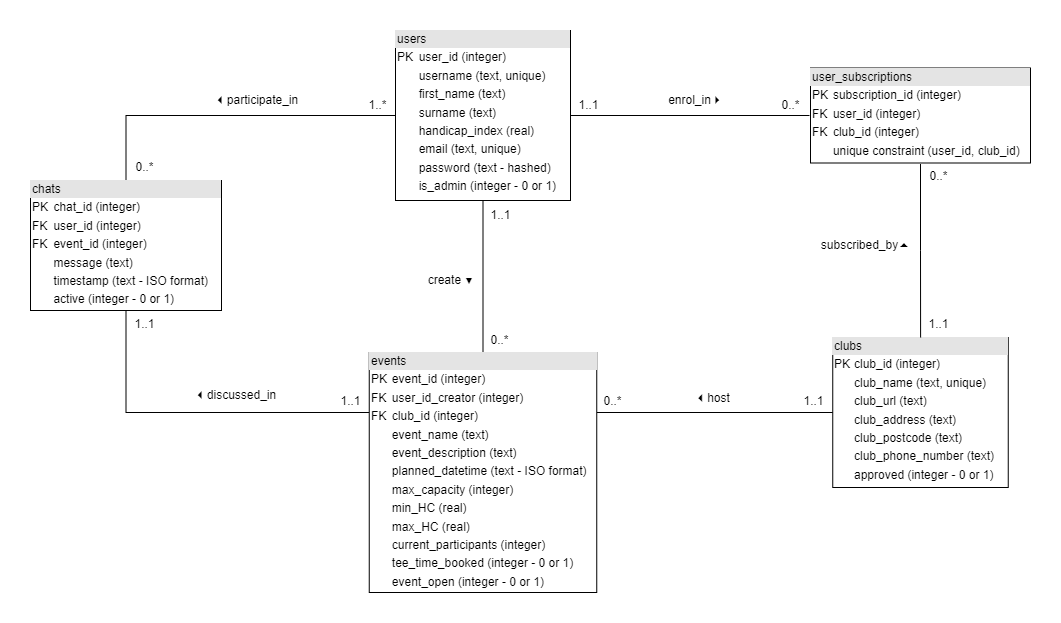 users
PK user_id (integer)
username (text, unique)
first_name (text)
surname (text)
handicap_index (real)
email (text, unique)
password (text - hashed)
is_admin (integer - 0 or 1)
participate_in
1..*
0..*
1..1
enrol_in
0..*
user_subscriptions
PK subscription_id (integer)
FK user_id (integer)
FK club_id (integer)
unique constraint (user_id, club_id)
chats
PK chat_id (integer)
FK user_id (integer)
FK event_id (integer)
message (text)
timestamp (text - ISO format)
active (integer - 0 or 1)
1..1
create
0..*
0..*
subscribed_by
1..1
1..1
discussed_in
1..1
events
PK event_id (integer)
FK user_id_creator (integer)
FK club_id (integer)
event_name (text)
event_description (text)
planned_datetime (text - ISO format)
max_capacity (integer)
min_HC (real)
max_HC (real)
current_participants (integer)
tee_time_booked (integer - 0 or 1)
event_open (integer - 0 or 1)
0..*
host
1..1
clubs
PK club_id (integer)
club_name (text, unique)
club_url (text)
club_address (text)
club_postcode (text)
club_phone_number (text)
approved (integer - 0 or 1)